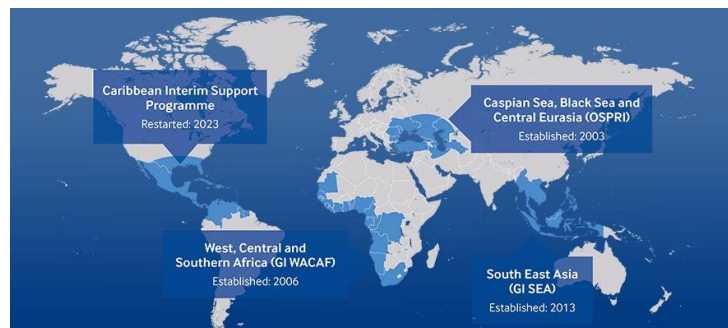 Caribbean Interim Support
Programme
Restarted: 2023
Caspian Sea, Black Sea and
Central Eurasia (OSPRI)
Established: 2003
West, Central and
Southern Africa (GI WACAF)
Established: 2006
South East Asia
(GI SEA)
Established: 2013